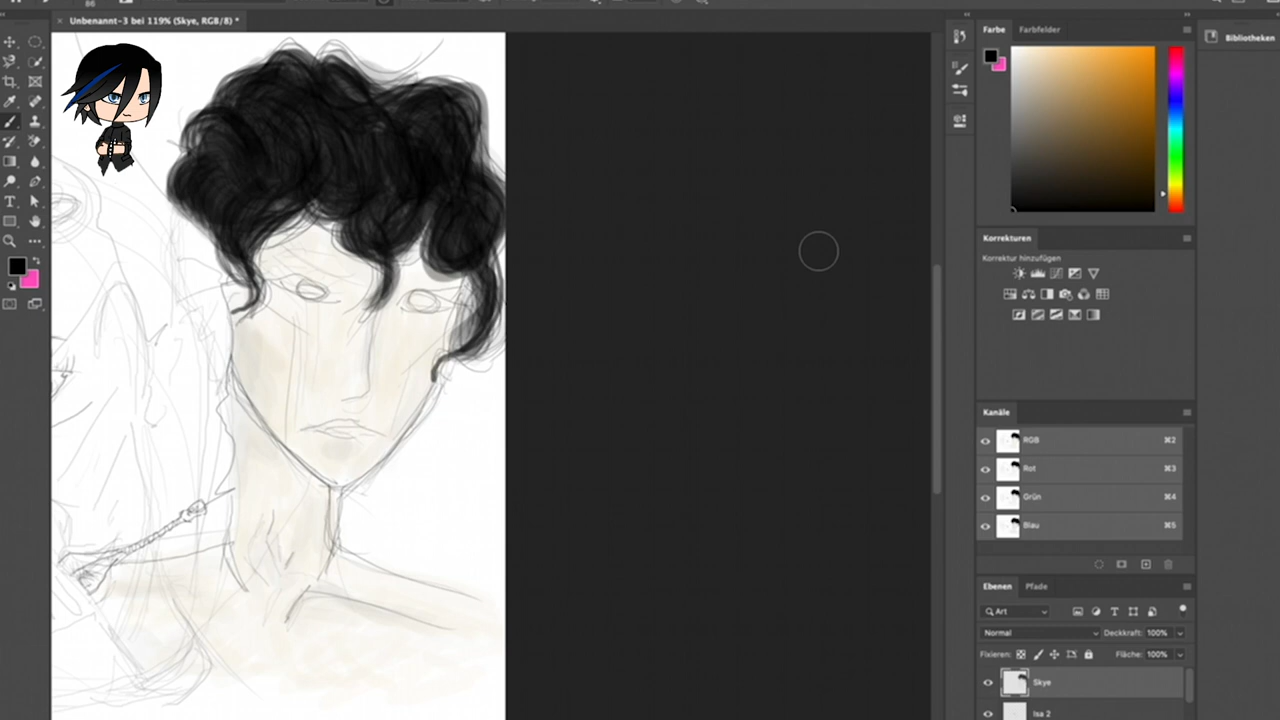 86
Unbenannt-3 bei 119% (Skye, RGB/8) *
Farbe Farbfelder
Bibliotheken
Korrekturen
Korrektur hinzufügen
Kanäle
RGB ⌘2
Rot ⌘3
Grün ⌘4
Blau ⌘5
Ebenen Pfade
Art
Normal Deckkraft: 100%
Fixieren: Fläche: 100%
Skye
Isa 2